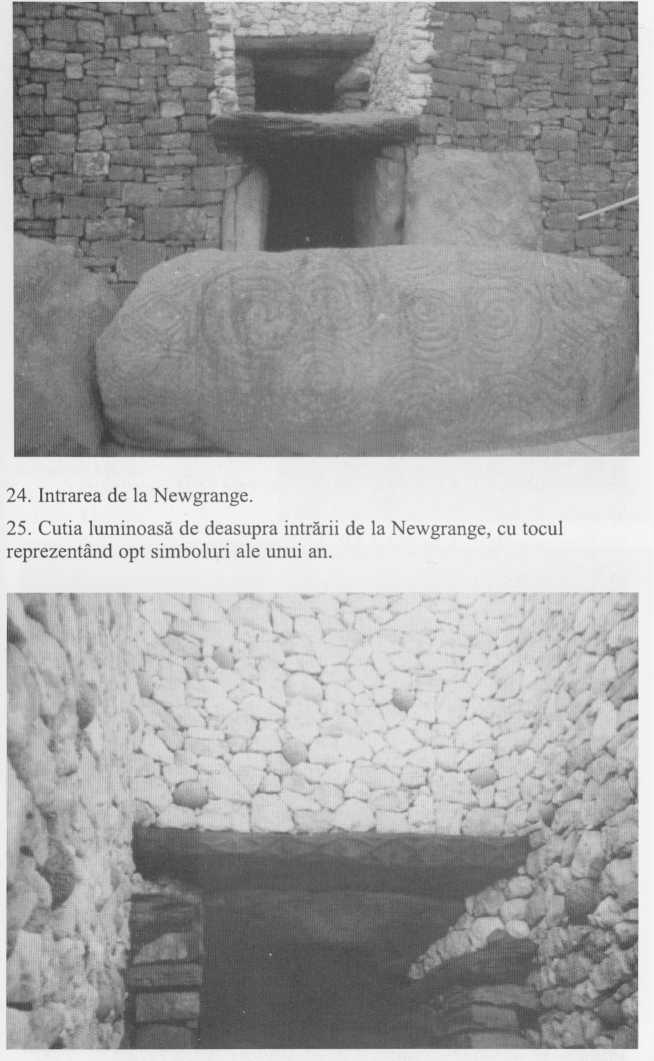 24. Intrarea de la Newgrange.
25. Cutia luminoasă de deasupra intrării de la Newgrange, cu tocul
reprezentând opt simboluri ale unui an.